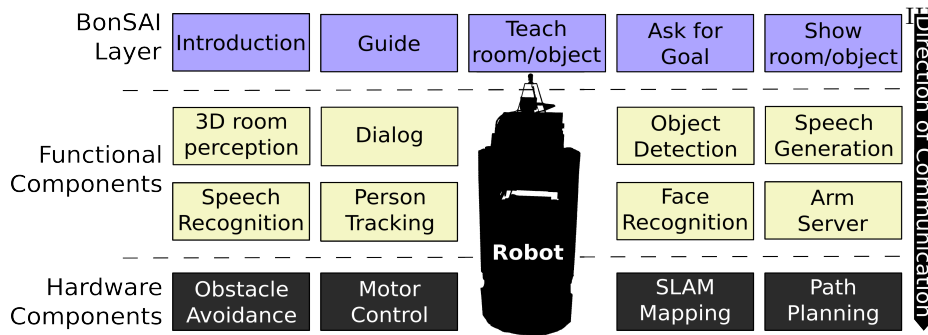 BonSAI
Layer
Introduction
Guide
Teach
room/object
Ask for
Goal
Show
room/object
Functional
Components
3D room
perception
Dialog
Object
Detection
Speech
Generation
Speech
Recognition
Person
Tracking
Face
Recognition
Arm
Server
Robot
Hardware
Components
Obstacle
Avoidance
Motor
Control
SLAM
Mapping
Path
Planning
Direction of Communication